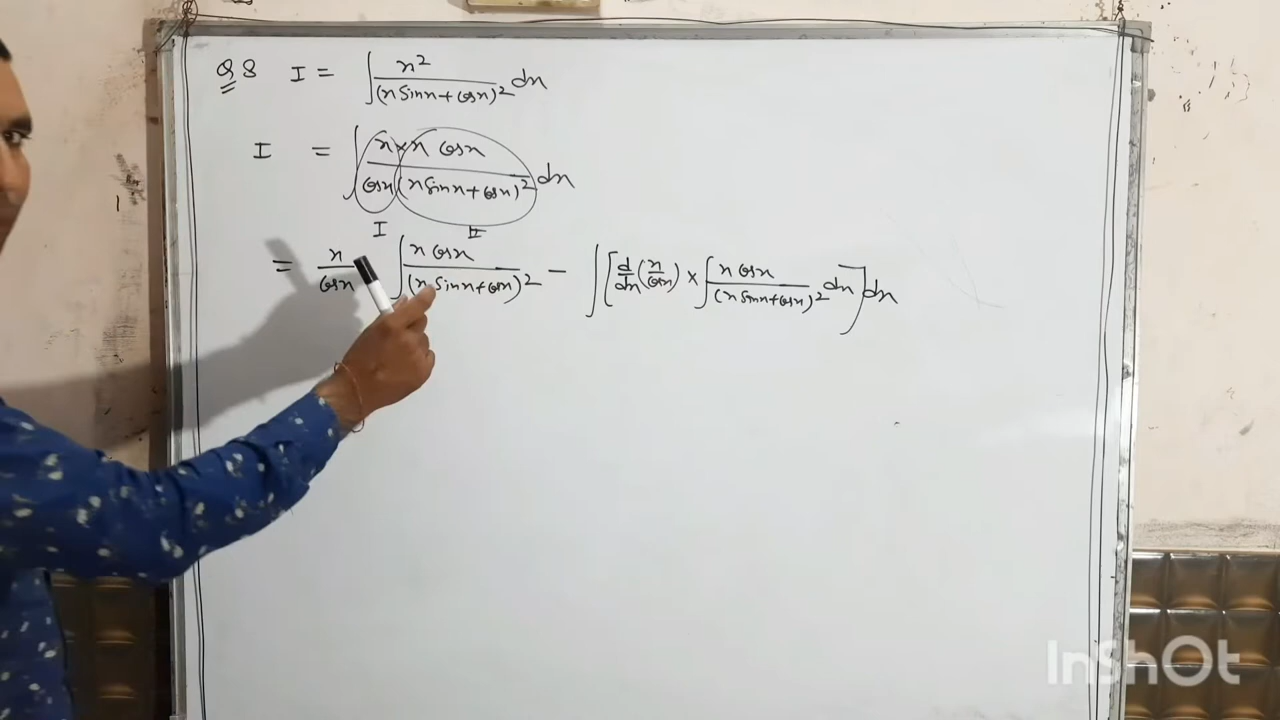 Q 8 I = ∫ x² / (x Sinx + cosx)² dx
I = ∫ x × x cosx / cosx (x Sinx + cosx)² dx
I II
= x / cosx ∫ x cosx / (x Sinx + cosx)² − ∫ [ d/dx (x / cosx) × ∫ x cosx / (x Sinx + cosx)² dx ] dx
InShOt